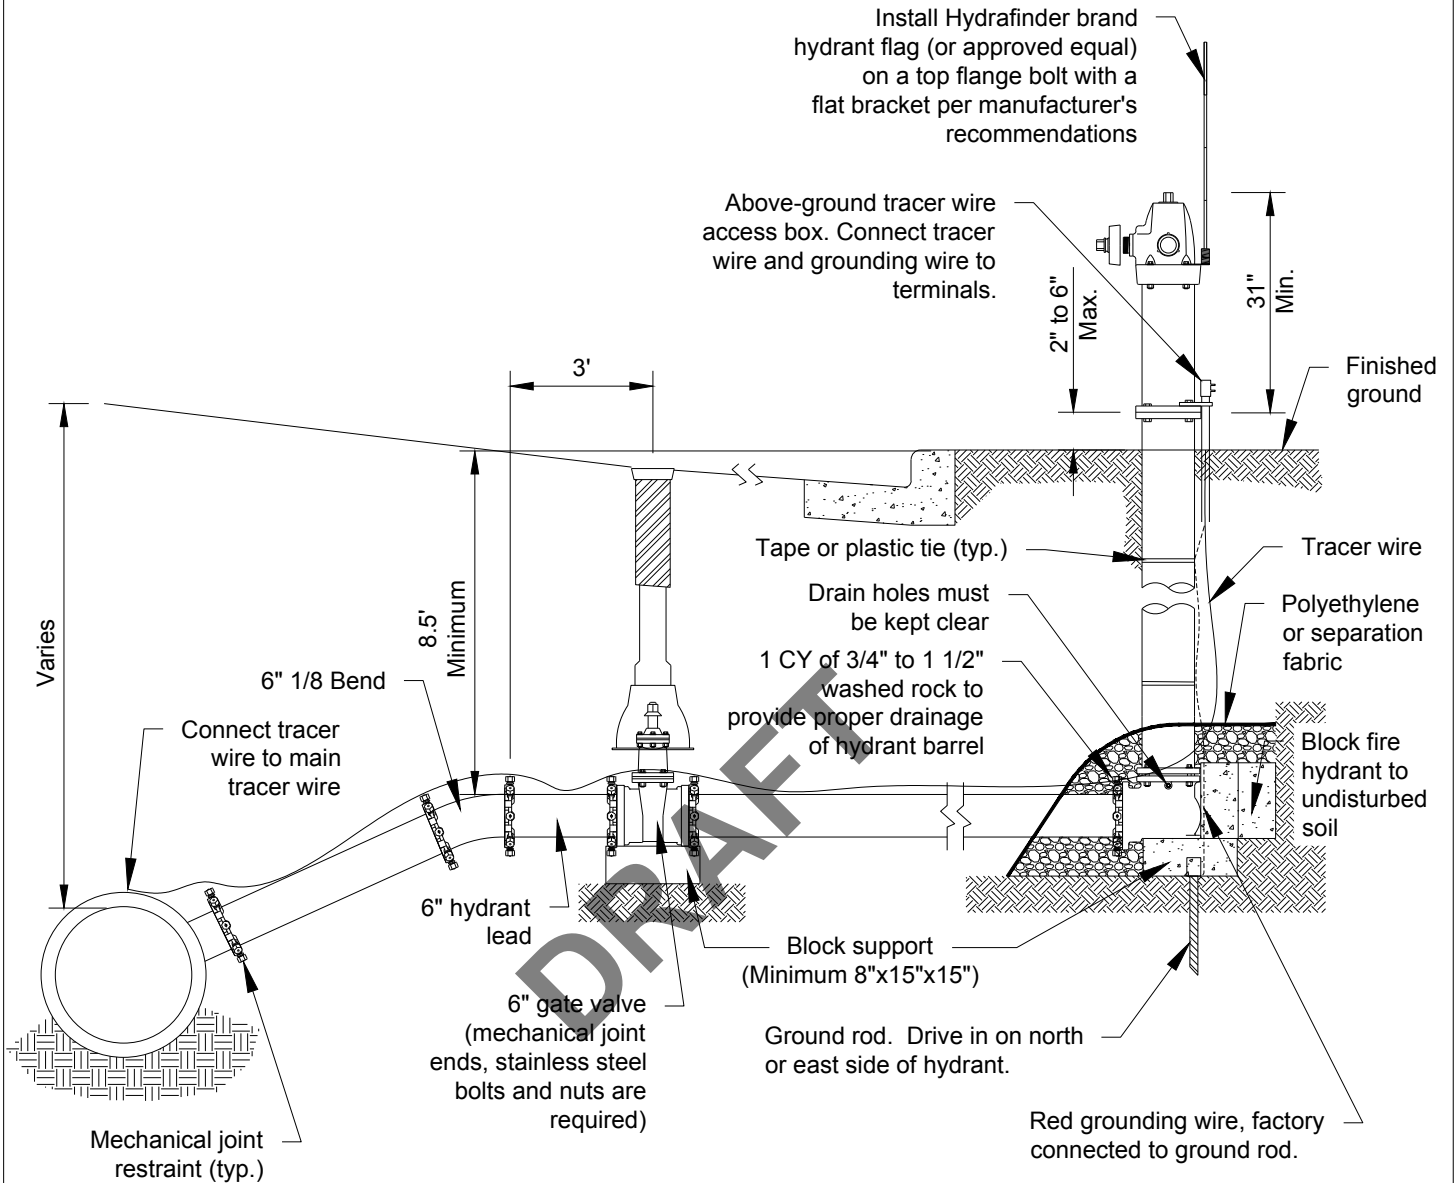 Install Hydrafinder brand
hydrant flag (or approved equal)
on a top flange bolt with a
flat bracket per manufacturer's
recommendations
Above-ground tracer wire
access box. Connect tracer
wire and grounding wire to
terminals.
2" to 6"
Max.
31"
Min.
3'
Finished
ground
Varies
8.5'
Minimum
Tape or plastic tie (typ.)
Tracer wire
Drain holes must
be kept clear
Polyethylene
or separation
fabric
1 CY of 3/4" to 1 1/2"
washed rock to
provide proper drainage
of hydrant barrel
6" 1/8 Bend
Connect tracer
wire to main
tracer wire
Block fire
hydrant to
undisturbed
soil
DRAFT
6" hydrant
lead
Block support
(Minimum 8"x15"x15")
6" gate valve
(mechanical joint
ends, stainless steel
bolts and nuts are
required)
Ground rod.  Drive in on north
or east side of hydrant.
Mechanical joint
restraint (typ.)
Red grounding wire, factory
connected to ground rod.